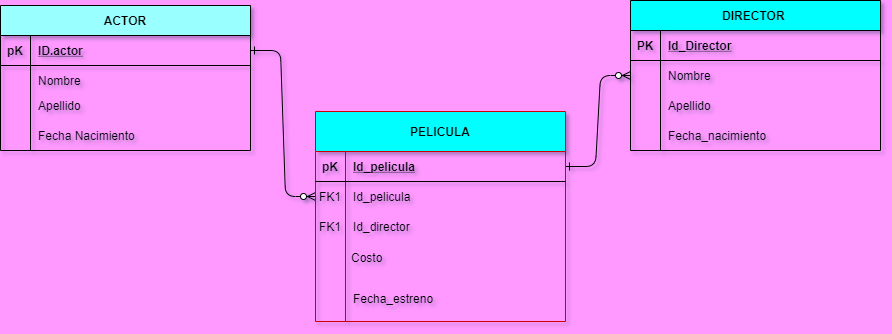 ACTOR
pK ID.actor
Nombre
Apellido
Fecha Nacimiento
DIRECTOR
PK Id_Director
Nombre
Apellido
Fecha_nacimiento
PELICULA
pK Id_pelicula
FK1 Id_pelicula
FK1 Id_director
Costo
Fecha_estreno